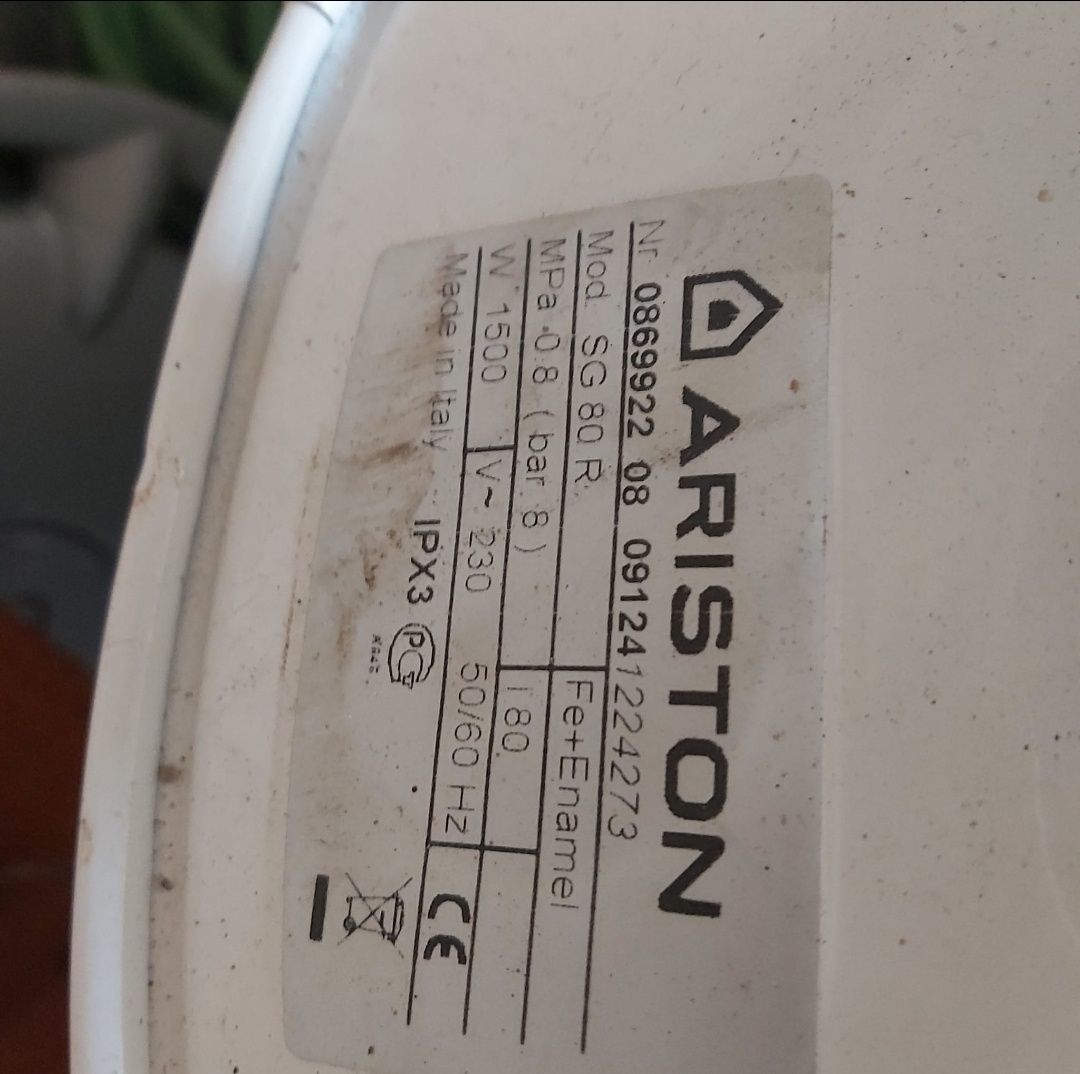 ARISTON
Nr 0869922 08 091241224273
Mod. SG 80 R Fe+Enamel
MPa 0.8 ( bar. 8 ) l 80
W 1500 V~ 230 50/60 Hz CE
Made in Italy IPX3 PG